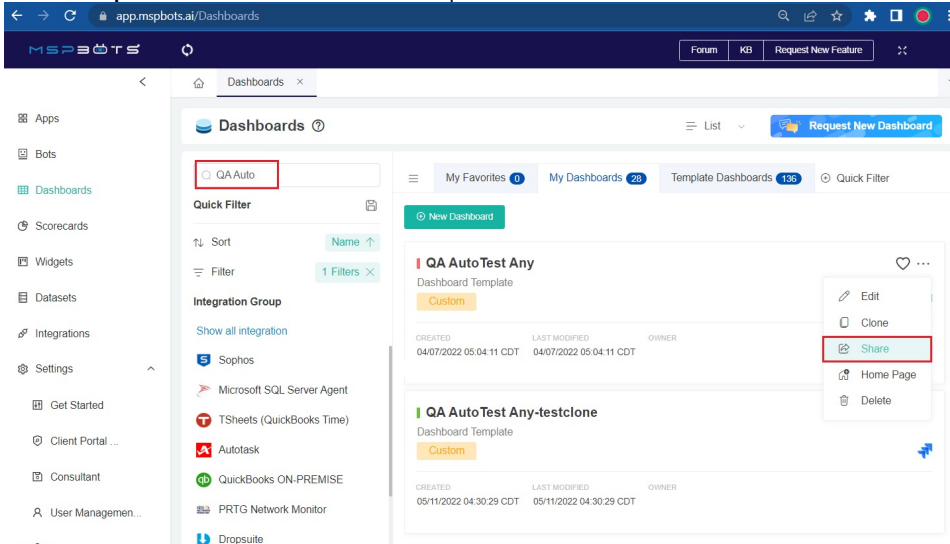 app.mspbots.ai/Dashboards
MSPBOTS
Forum
KB
Request New Feature
Dashboards ×
Apps
Bots
Dashboards
Scorecards
Widgets
Datasets
Integrations
Settings
Get Started
Client Portal ...
Consultant
User Managemen...
Dashboards
List
Request New Dashboard
QA Auto
Quick Filter
Sort
Name ↑
Filter
1 Filters ×
Integration Group
Show all integration
Sophos
Microsoft SQL Server Agent
TSheets (QuickBooks Time)
Autotask
QuickBooks ON-PREMISE
PRTG Network Monitor
Dropsuite
My Favorites 0
My Dashboards 28
Template Dashboards 136
Quick Filter
New Dashboard
QA AutoTest Any
Dashboard Template
Custom
CREATED LAST MODIFIED OWNER
04/07/2022 05:04:11 CDT 04/07/2022 05:04:11 CDT
Edit
Clone
Share
Home Page
Delete
QA AutoTest Any-testclone
Dashboard Template
Custom
CREATED LAST MODIFIED OWNER
05/11/2022 04:30:29 CDT 05/11/2022 04:30:29 CDT